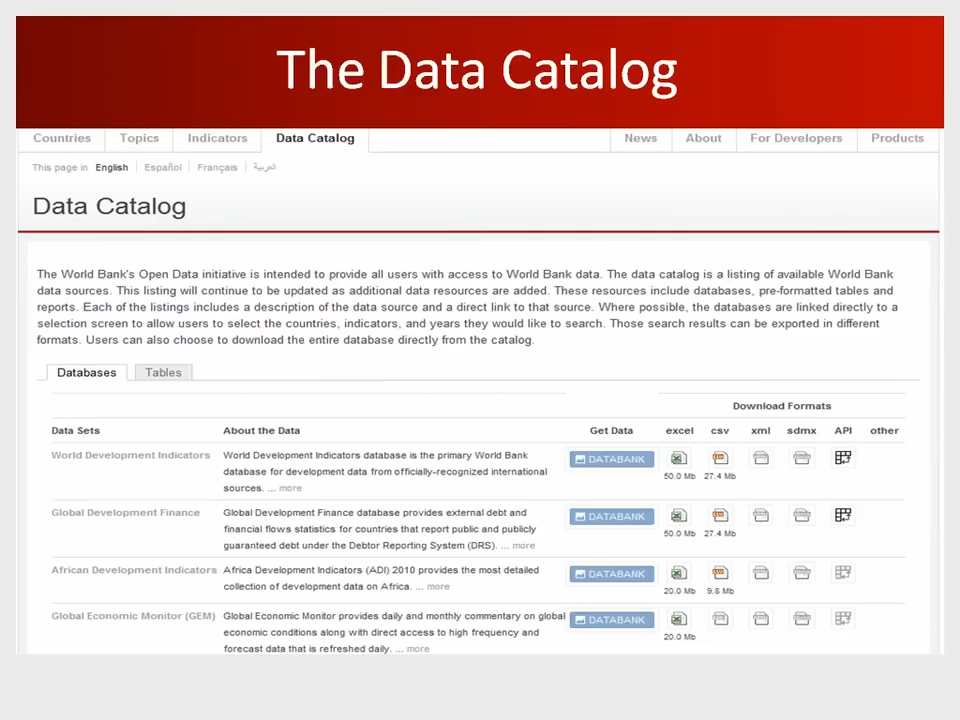 The Data Catalog
Countries Topics Indicators Data Catalog News About For Developers Products
This page in English Español Français العربية
Data Catalog
The World Bank's Open Data initiative is intended to provide all users with access to World Bank data. The data catalog is a listing of available World Bank
data sources. This listing will continue to be updated as additional data resources are added. These resources include databases, pre-formatted tables and
reports. Each of the listings includes a description of the data source and a direct link to that source. Where possible, the databases are linked directly to a
selection screen to allow users to select the countries, indicators, and years they would like to search. Those search results can be exported in different
formats. Users can also choose to download the entire database directly from the catalog.
Databases Tables
Download Formats
Data Sets About the Data Get Data excel csv xml sdmx API other
World Development Indicators World Development Indicators database is the primary World Bank DATABANK
database for development data from officially-recognized international
sources. ... more 50.0 Mb 27.4 Mb
Global Development Finance Global Development Finance database provides external debt and DATABANK
financial flows statistics for countries that report public and publicly 50.0 Mb 27.4 Mb
guaranteed debt under the Debtor Reporting System (DRS). ... more
African Development Indicators Africa Development Indicators (ADI) 2010 provides the most detailed DATABANK
collection of development data on Africa. ... more 20.0 Mb 9.8 Mb
Global Economic Monitor (GEM) Global Economic Monitor provides daily and monthly commentary on global DATABANK
economic conditions along with direct access to high frequency and 20.0 Mb
forecast data that is refreshed daily. ... more